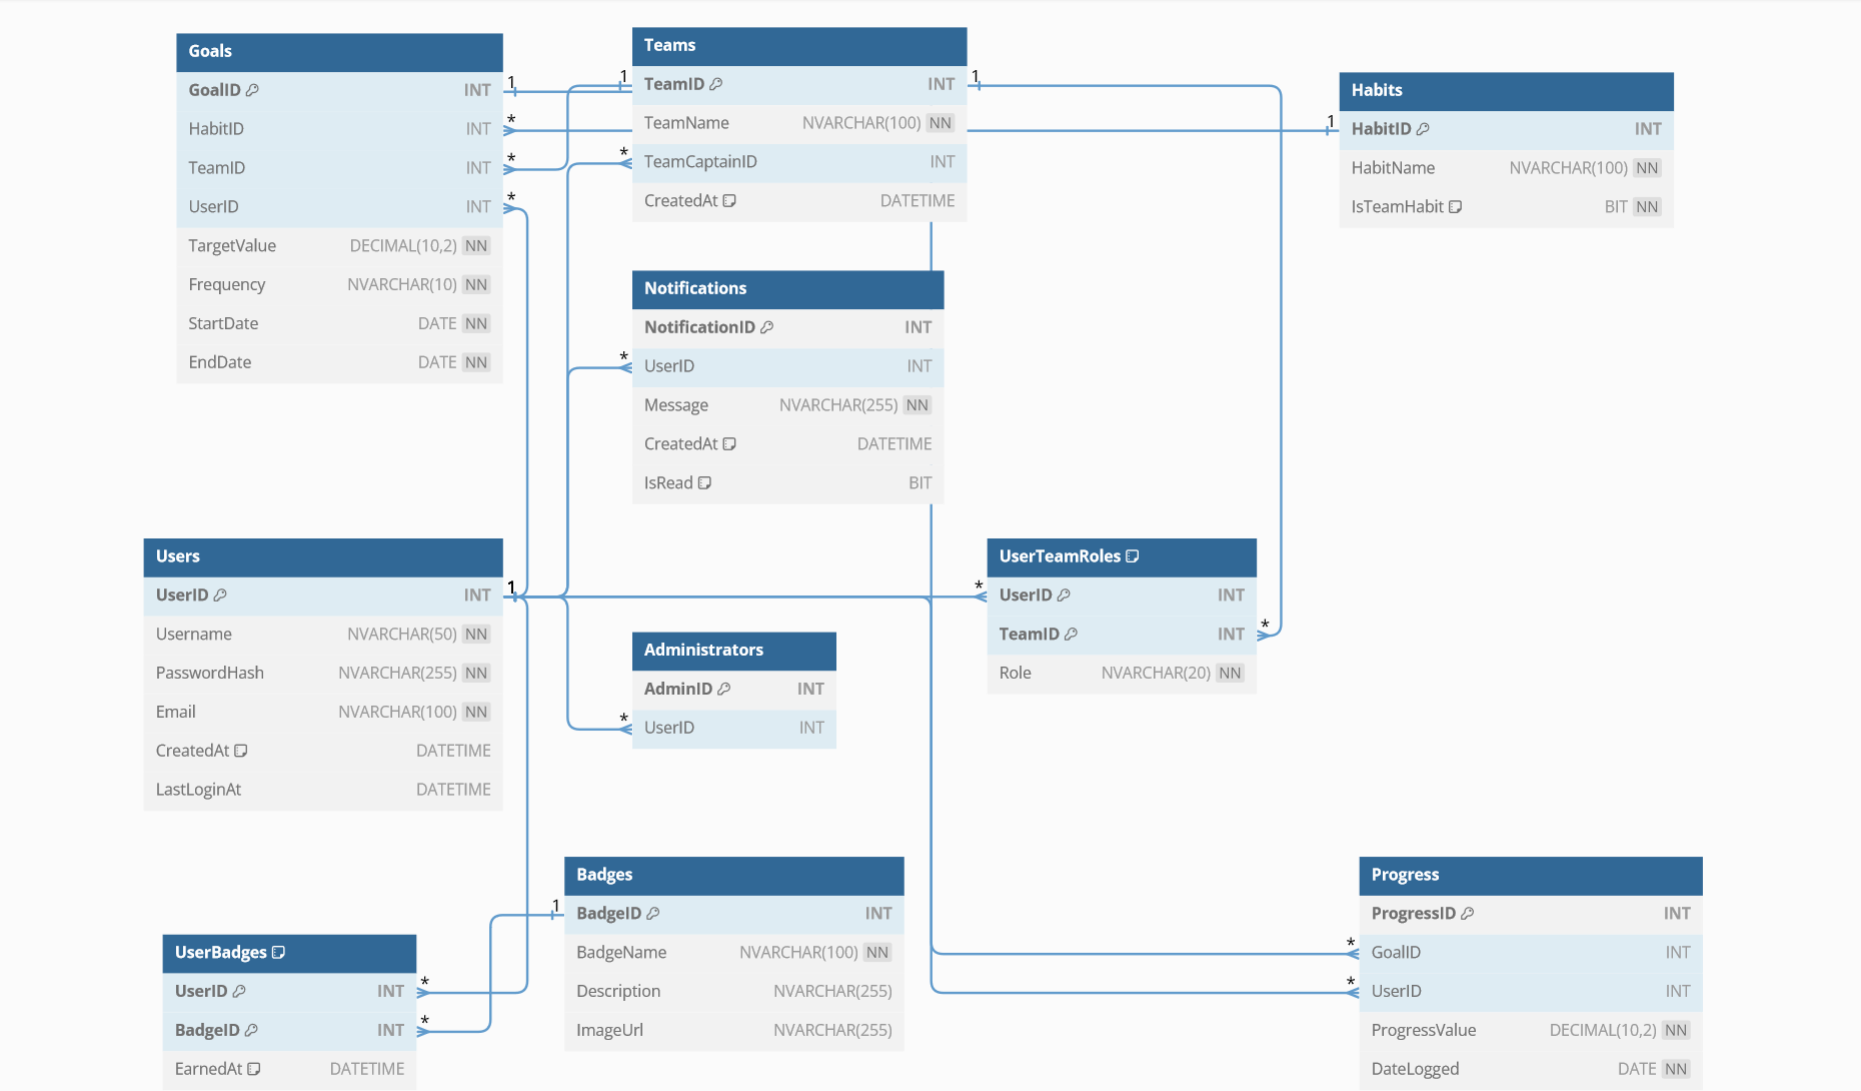 Goals
GoalID INT
HabitID INT
TeamID INT
UserID INT
TargetValue DECIMAL(10,2) NN
Frequency NVARCHAR(10) NN
StartDate DATE NN
EndDate DATE NN
1
*
*
*
Teams
1 TeamID INT 1
TeamName NVARCHAR(100) NN
* TeamCaptainID INT
CreatedAt DATETIME
Habits
1 HabitID INT
HabitName NVARCHAR(100) NN
IsTeamHabit BIT NN
Notifications
NotificationID INT
* UserID INT
Message NVARCHAR(255) NN
CreatedAt DATETIME
IsRead BIT
Users
UserID INT 1
Username NVARCHAR(50) NN
PasswordHash NVARCHAR(255) NN
Email NVARCHAR(100) NN
CreatedAt DATETIME
LastLoginAt DATETIME
UserTeamRoles
* UserID INT
TeamID INT *
Role NVARCHAR(20) NN
Administrators
AdminID INT
* UserID INT
Badges
1 BadgeID INT
BadgeName NVARCHAR(100) NN
Description NVARCHAR(255)
ImageUrl NVARCHAR(255)
UserBadges
UserID INT *
BadgeID INT *
EarnedAt DATETIME
Progress
ProgressID INT
* GoalID INT
* UserID INT
ProgressValue DECIMAL(10,2) NN
DateLogged DATE NN